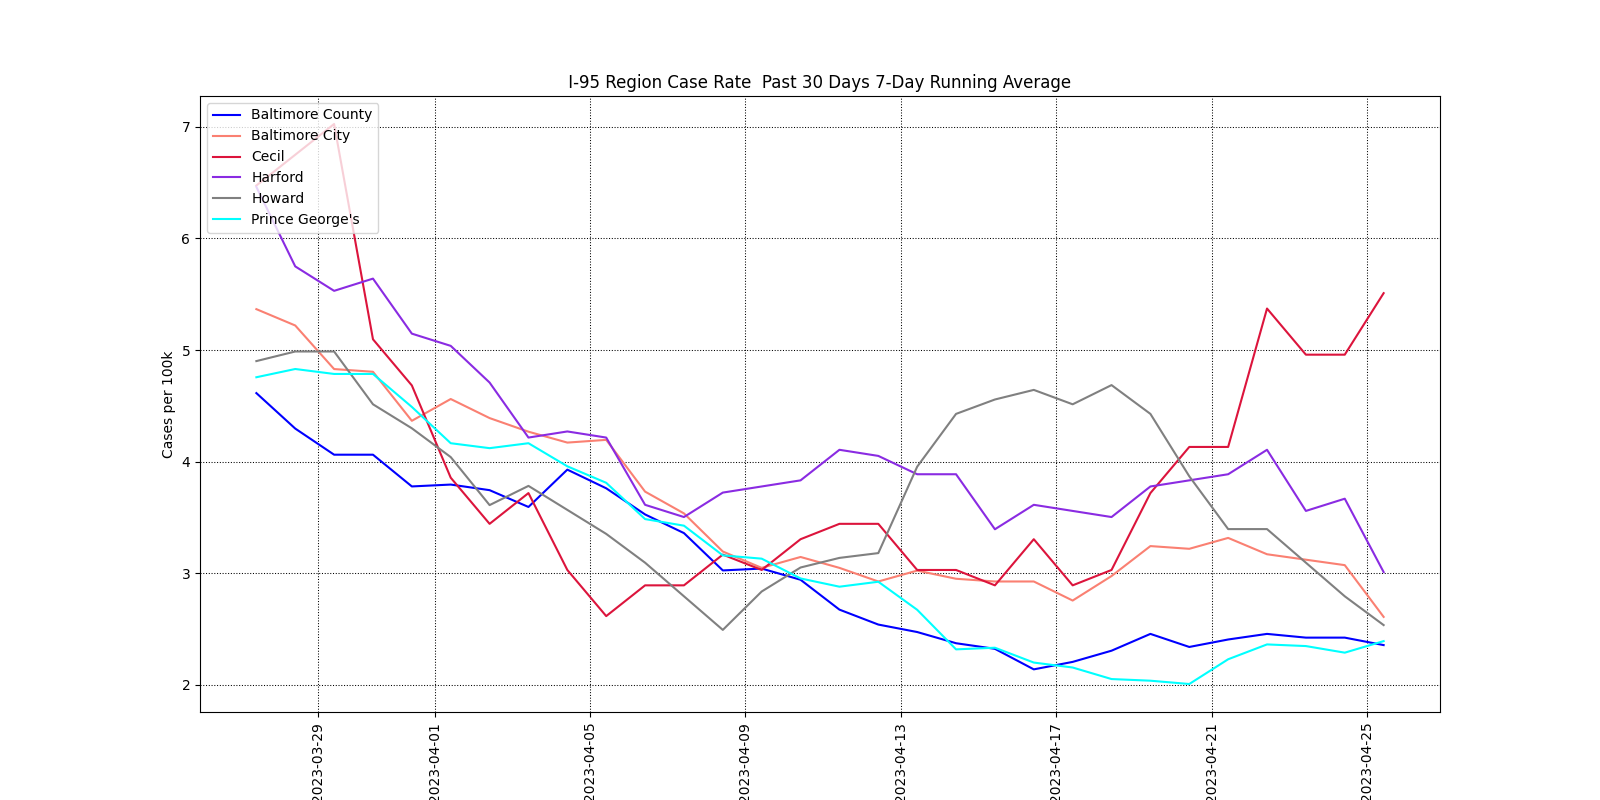 I-95 Region Case Rate  Past 30 Days 7-Day Running Average
Baltimore County
Baltimore City
Cecil
Harford
Howard
Prince George's
Cases per 100k
7
6
5
4
3
2
2023-03-29
2023-04-01
2023-04-05
2023-04-09
2023-04-13
2023-04-17
2023-04-21
2023-04-25